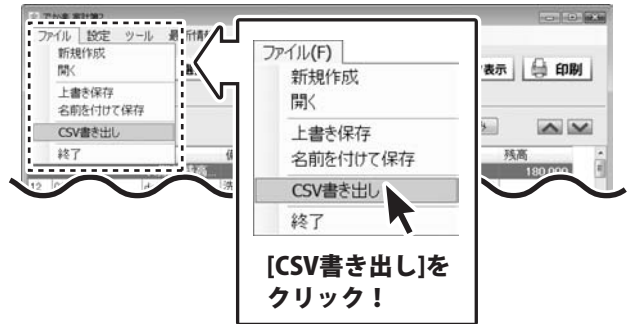 ファイル 設定 ツール
新規作成
開く
上書き保存
名前を付けて保存
CSV書き出し
終了
表示 印刷
残高
180,000
12
ファイル(F)
新規作成
開く
上書き保存
名前を付けて保存
CSV書き出し
終了
[CSV書き出し]を
クリック！